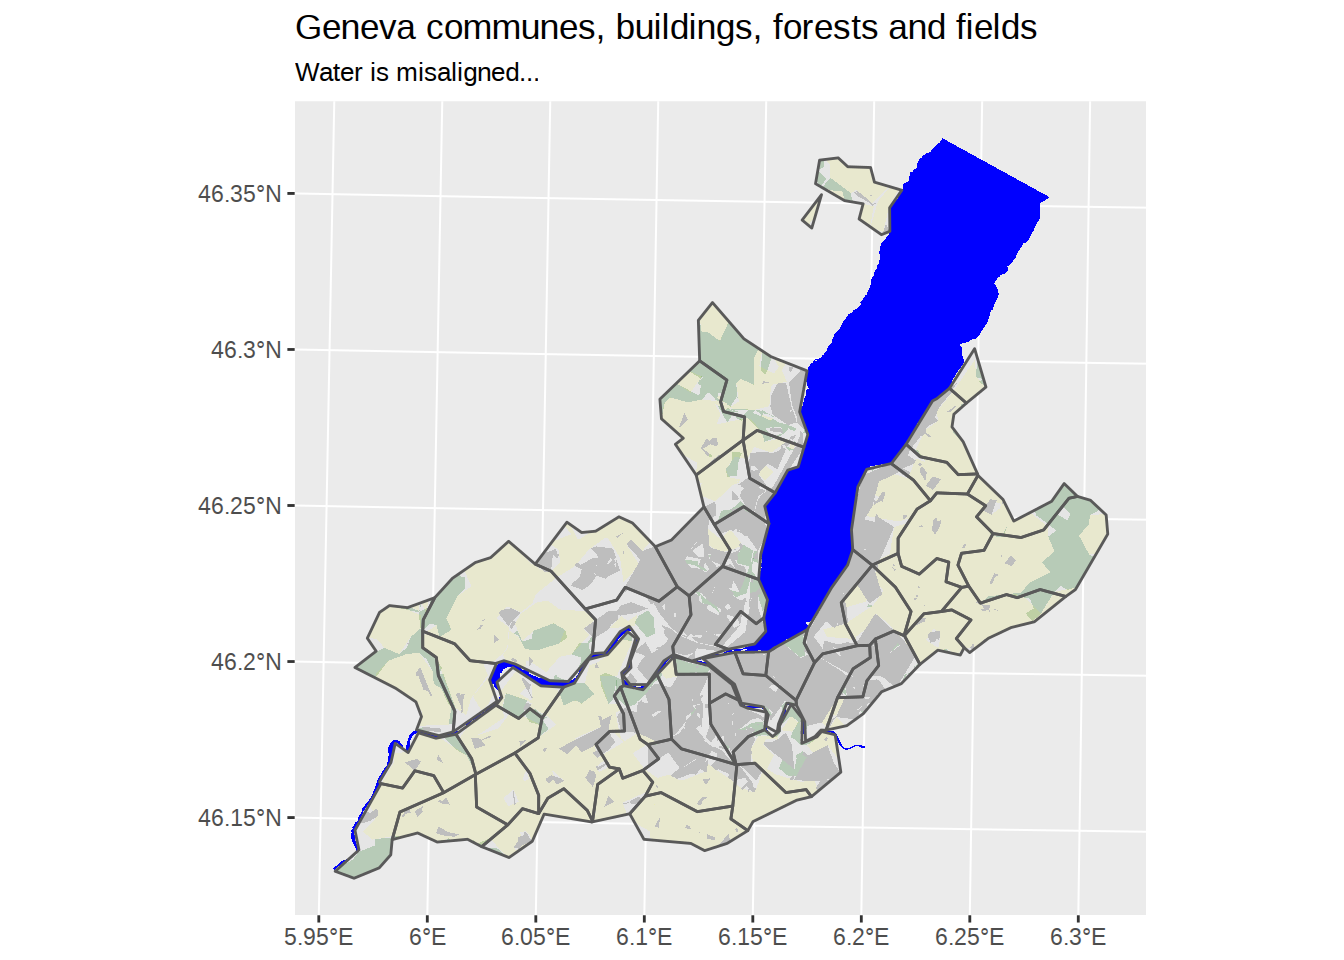 Geneva communes, buildings, forests and fields
Water is misaligned...
46.35°N
46.3°N
46.25°N
46.2°N
46.15°N
5.95°E 6°E 6.05°E 6.1°E 6.15°E 6.2°E 6.25°E 6.3°E